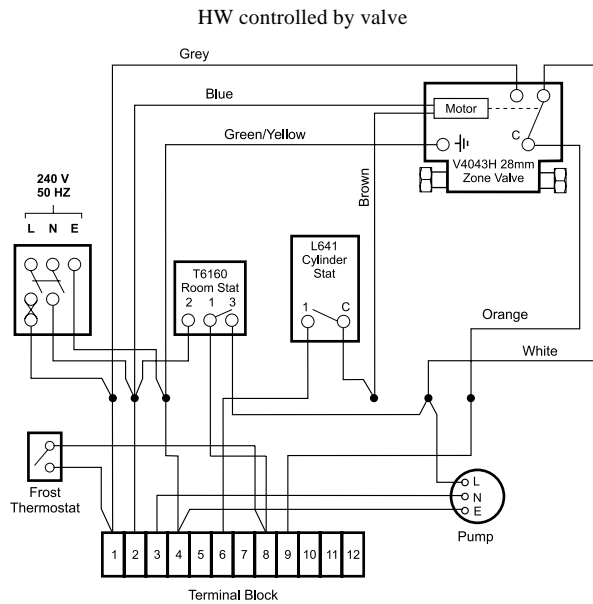 HW controlled by valve
Grey
Blue
Motor
Green/Yellow
C
V4043H 28mm
Zone Valve
Brown
240 V
50 HZ
L N E
L641
Cylinder
Stat
T6160
Room Stat
2 1 3
1 C
Orange
White
Frost
Thermostat
L
N
E
Pump
1 2 3 4 5 6 7 8 9 10 11 12
Terminal Block